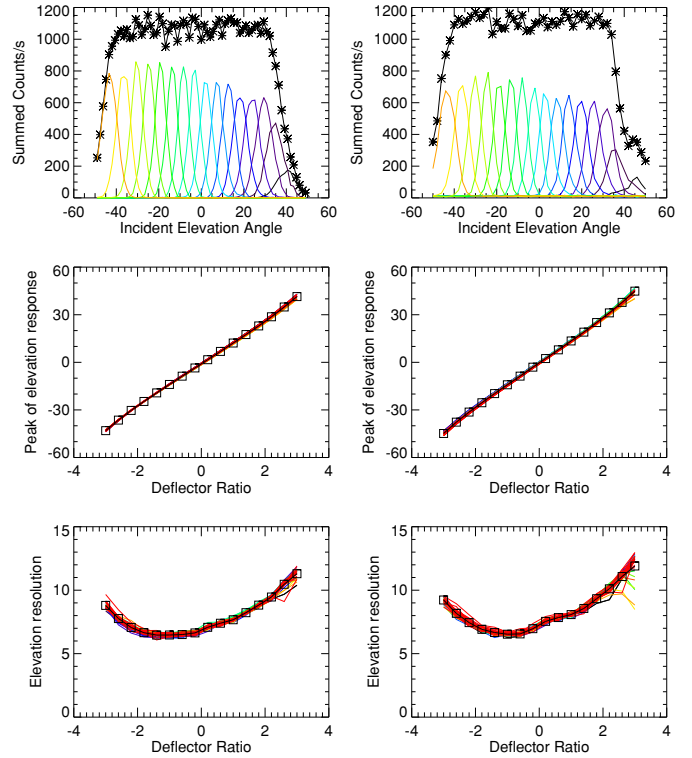 1200
1000
800
600
400
200
0
Summed Counts/s
-60 -40 -20 0 20 40 60
Incident Elevation Angle
1200
1000
800
600
400
200
0
Summed Counts/s
-60 -40 -20 0 20 40 60
Incident Elevation Angle
60
30
0
-30
-60
Peak of elevation response
-4 -2 0 2 4
Deflector Ratio
60
30
0
-30
-60
Peak of elevation response
-4 -2 0 2 4
Deflector Ratio
15
10
5
0
Elevation resolution
-4 -2 0 2 4
Deflector Ratio
15
10
5
0
Elevation resolution
-4 -2 0 2 4
Deflector Ratio